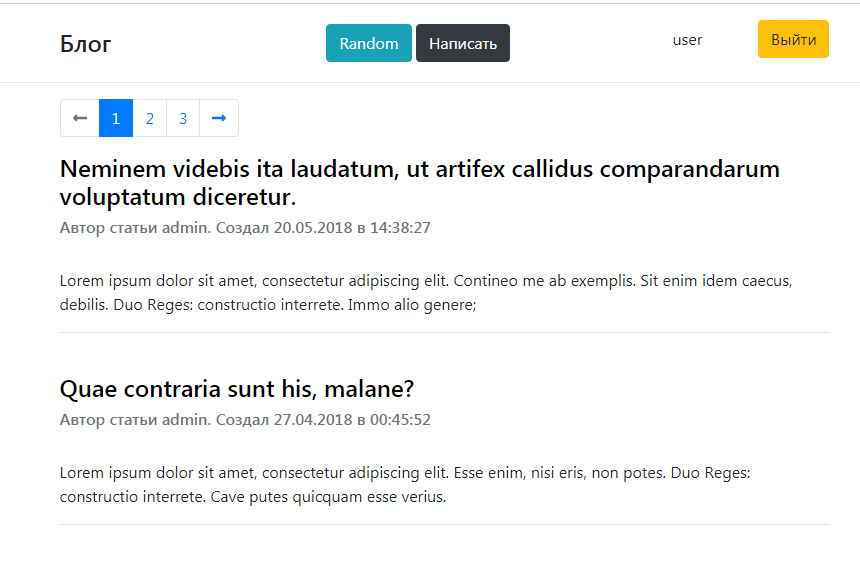 Блог
Random
Написать
user
Выйти
← 1 2 3 →
Neminem videbis ita laudatum, ut artifex callidus comparandarum
voluptatum diceretur.
Автор статьи admin. Создал 20.05.2018 в 14:38:27
Lorem ipsum dolor sit amet, consectetur adipiscing elit. Contineo me ab exemplis. Sit enim idem caecus,
debilis. Duo Reges: constructio interrete. Immo alio genere;
Quae contraria sunt his, malane?
Автор статьи admin. Создал 27.04.2018 в 00:45:52
Lorem ipsum dolor sit amet, consectetur adipiscing elit. Esse enim, nisi eris, non potes. Duo Reges:
constructio interrete. Cave putes quicquam esse verius.